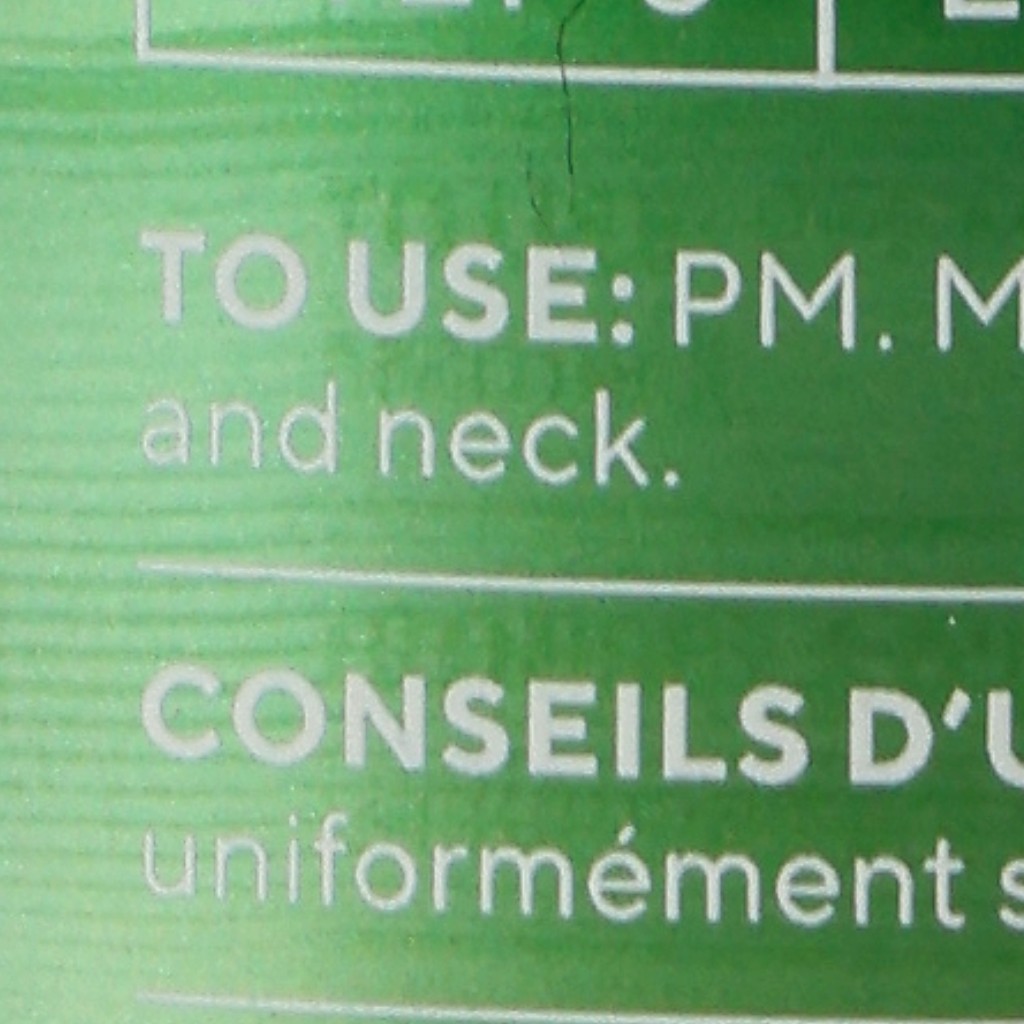 TO USE: PM.
and neck.
CONSEILS
uniformément